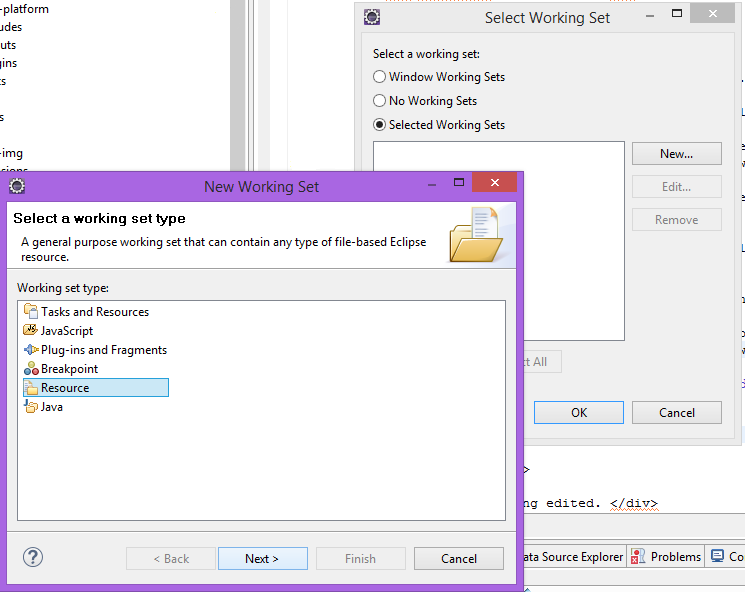 -platform
udes
uts
gins
ts
s
-img
Select Working Set
Select a working set:
Window Working Sets
No Working Sets
Selected Working Sets
New...
Edit...
Remove
ct All
OK
Cancel
New Working Set
Select a working set type
A general purpose working set that can contain any type of file-based Eclipse
resource.
Working set type:
Tasks and Resources
JavaScript
Plug-ins and Fragments
Breakpoint
Resource
Java
< Back
Next >
Finish
Cancel
>
ng edited. </div>
ata Source Explorer
Problems
Co